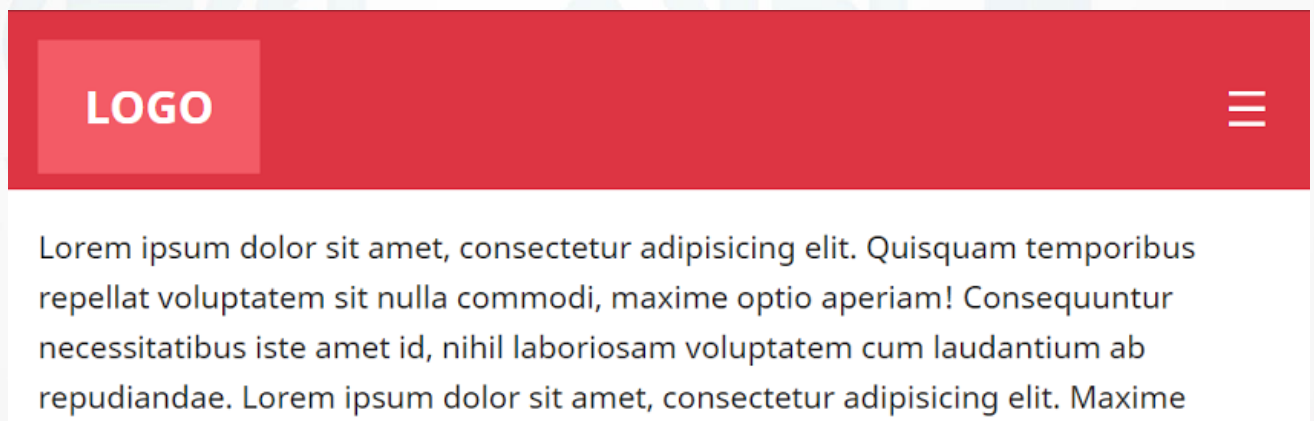 LOGO
Lorem ipsum dolor sit amet, consectetur adipisicing elit. Quisquam temporibus
repellat voluptatem sit nulla commodi, maxime optio aperiam! Consequuntur
necessitatibus iste amet id, nihil laboriosam voluptatem cum laudantium ab
repudiandae. Lorem ipsum dolor sit amet, consectetur adipisicing elit. Maxime